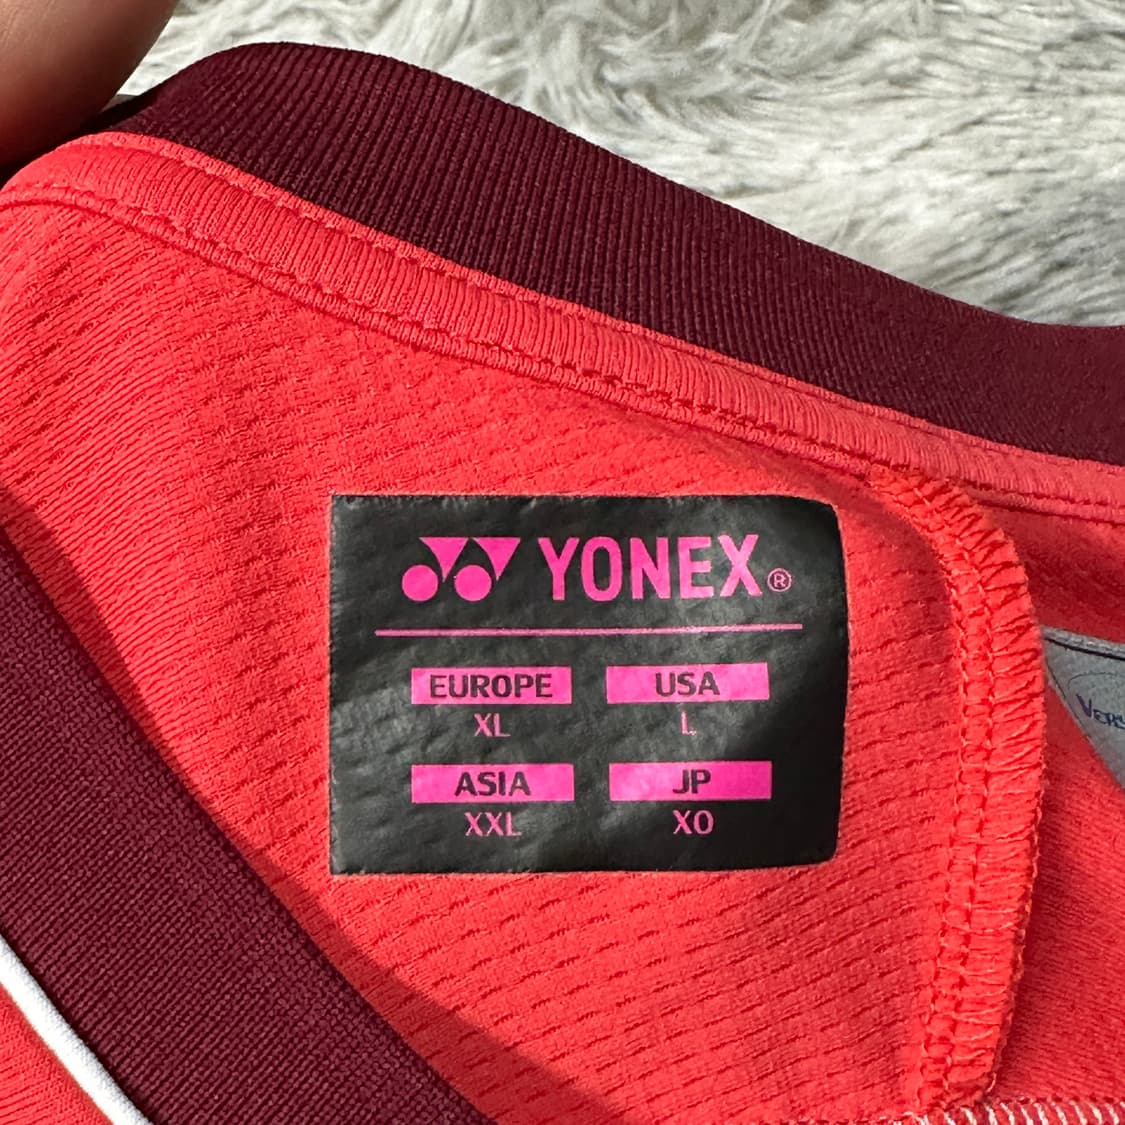 YONEX®
EUROPE USA
XL L
ASIA JP
XXL XO